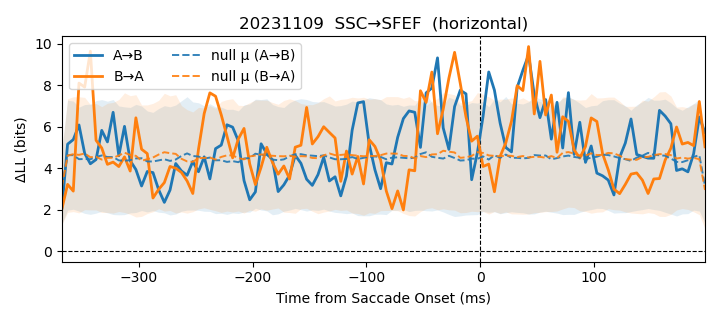 20231109  SSC→SFEF  (horizontal)
A→B
B→A
null μ (A→B)
null μ (B→A)
ΔLL (bits)
10
8
6
4
2
0
−300
−200
−100
0
100
Time from Saccade Onset (ms)